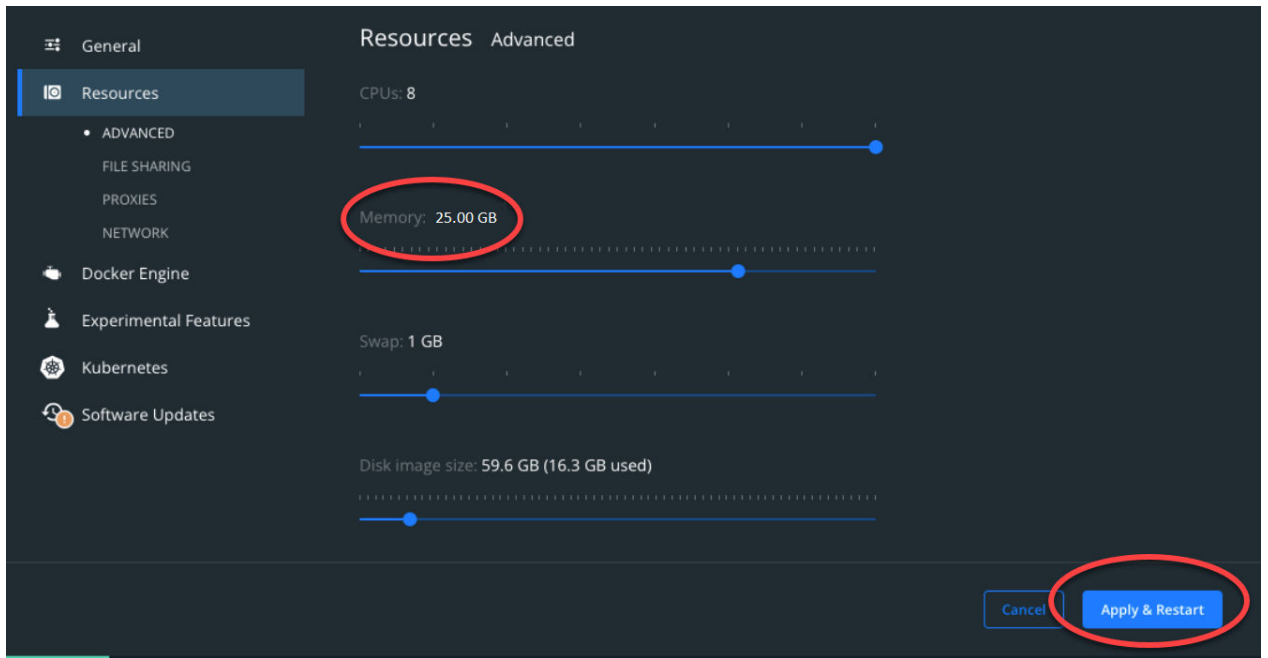 General
Resources
ADVANCED
FILE SHARING
PROXIES
NETWORK
Docker Engine
Experimental Features
Kubernetes
Software Updates
Resources Advanced
CPUs: 8
Memory: 25.00 GB
Swap: 1 GB
Disk image size: 59.6 GB (16.3 GB used)
Cancel
Apply & Restart